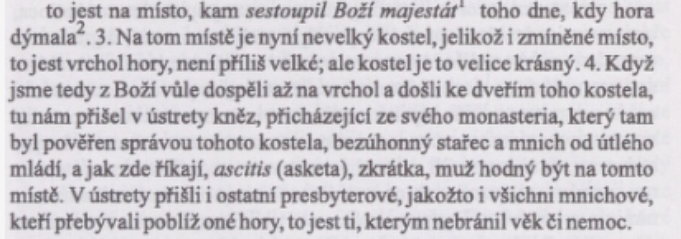 to jest na místo, kam sestoupil Boží majestát¹ toho dne, kdy hora
dýmala². 3. Na tom místě je nyní nevelký kostel, jelikož i zmíněné místo,
to jest vrchol hory, není příliš velké; ale kostel je to velice krásný. 4. Když
jsme tedy z Boží vůle dospěli až na vrchol a došli ke dveřím toho kostela,
tu nám přišel v ústrety kněz, přicházející ze svého monasteria, který tam
byl pověřen správou tohoto kostela, bezúhonný stařec a mnich od útlého
mládí, a jak zde říkají, ascitis (asketa), zkrátka, muž hodný být na tomto
místě. V ústrety přišli i ostatní presbyterové, jakožto i všichni mnichové,
kteří přebývali poblíž oné hory, to jest ti, kterým nebránil věk či nemoc.